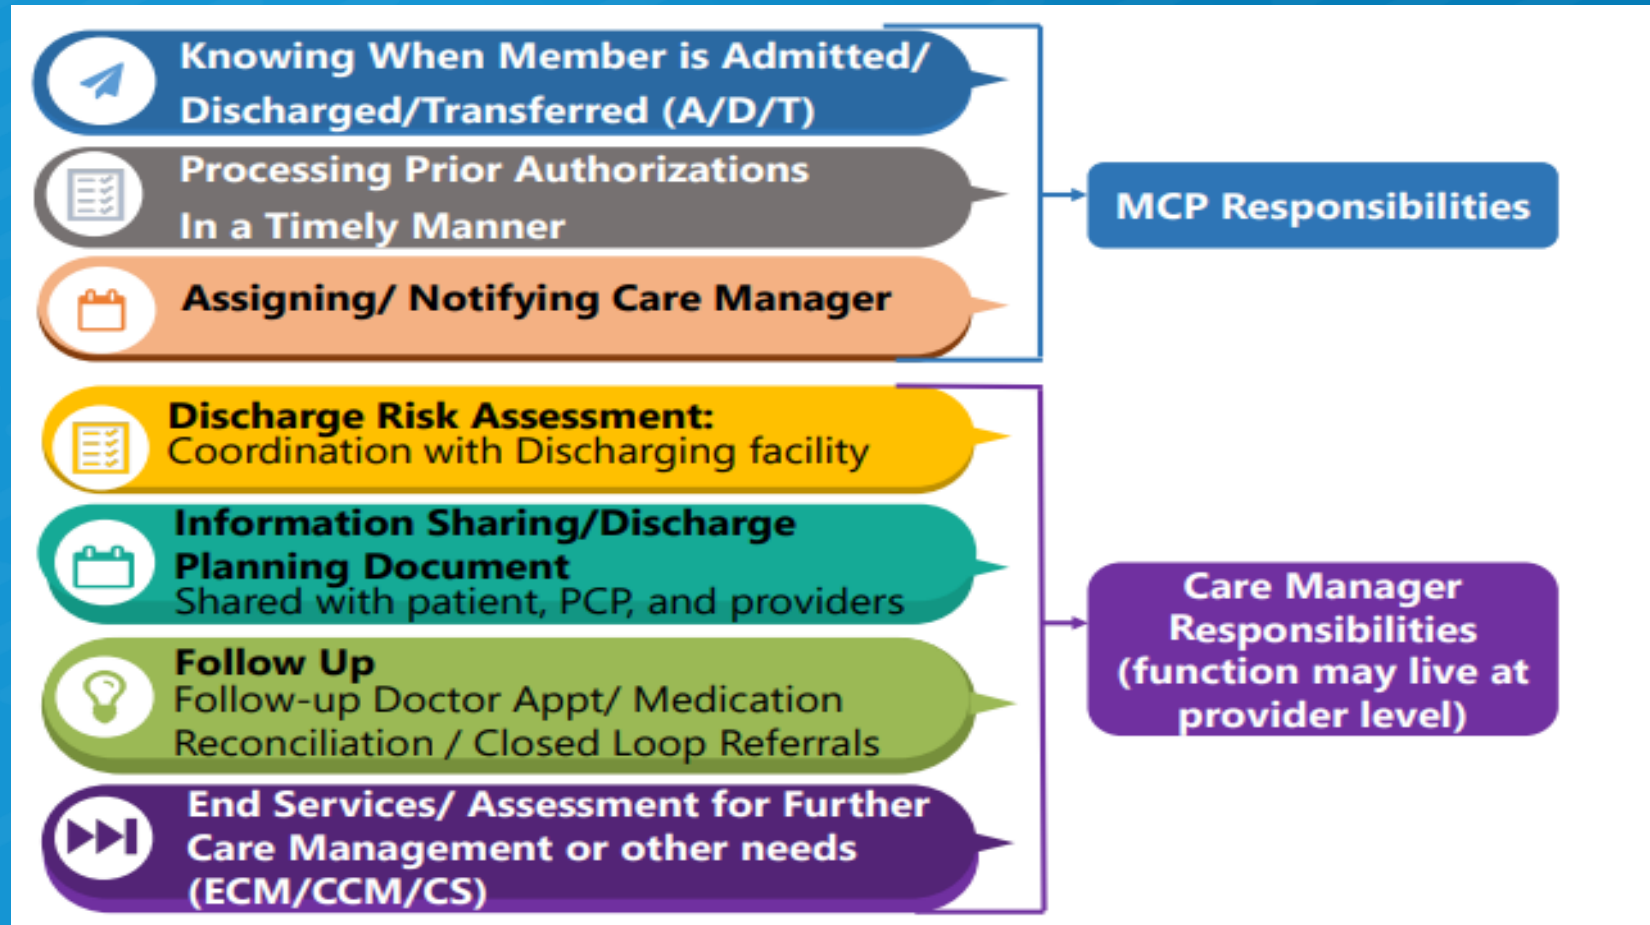 Knowing When Member is Admitted/
Discharged/Transferred (A/D/T)
Processing Prior Authorizations
In a Timely Manner
Assigning/ Notifying Care Manager
MCP Responsibilities
Discharge Risk Assessment:
Coordination with Discharging facility
Information Sharing/Discharge
Planning Document
Shared with patient, PCP, and providers
Follow Up
Follow-up Doctor Appt/ Medication
Reconciliation / Closed Loop Referrals
End Services/ Assessment for Further
Care Management or other needs
(ECM/CCM/CS)
Care Manager
Responsibilities
(function may live at
provider level)